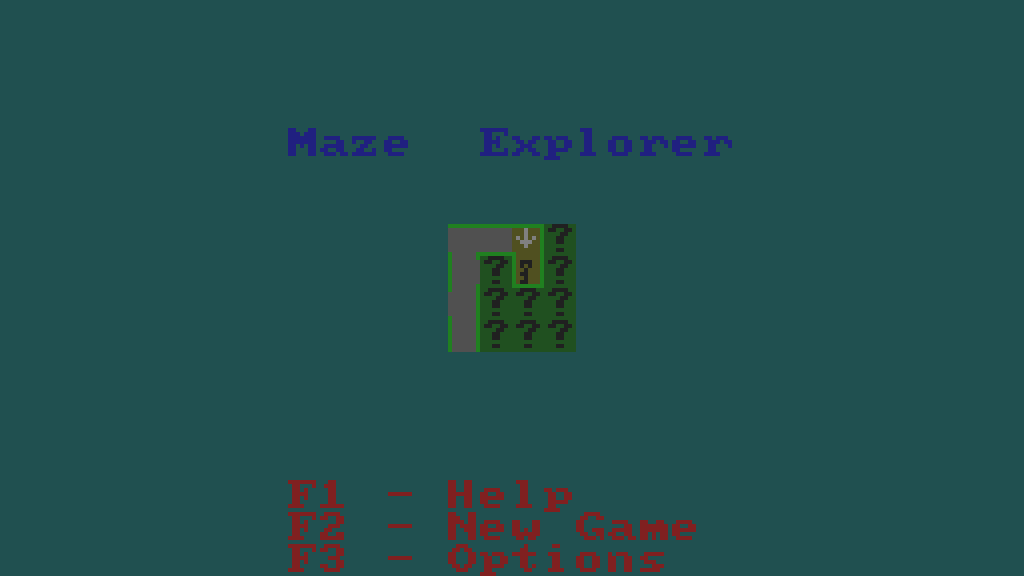 Maze Explorer
?
? ? ?
? ? ?
? ? ?
F1 - Help
F2 - New Game
F3 - Options